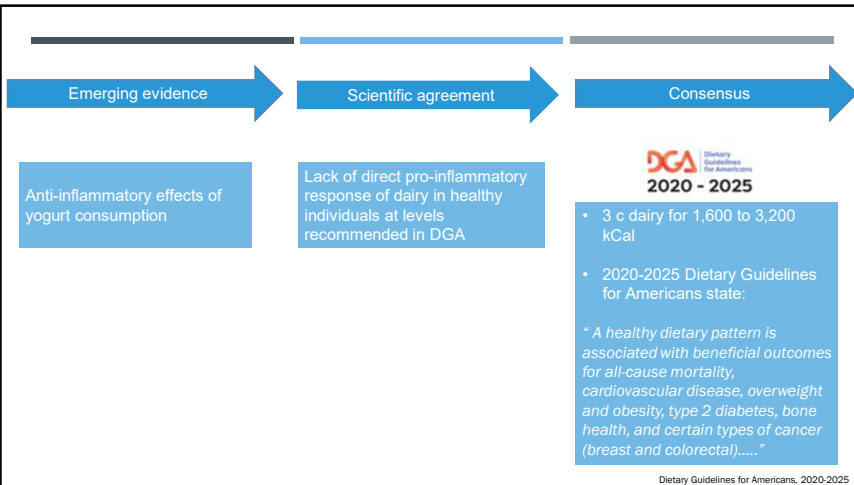 Emerging evidence
Scientific agreement
Consensus
Anti-inflammatory effects of
yogurt consumption
Lack of direct pro-inflammatory
response of dairy in healthy
individuals at levels
recommended in DGA
DGA
Dietary
Guidelines
for Americans
2020 - 2025
• 3 c dairy for 1,600 to 3,200
kCal
• 2020-2025 Dietary Guidelines
for Americans state:
“ A healthy dietary pattern is
associated with beneficial outcomes
for all-cause mortality,
cardiovascular disease, overweight
and obesity, type 2 diabetes, bone
health, and certain types of cancer
(breast and colorectal).....”
Dietary Guidelines for Americans, 2020-2025